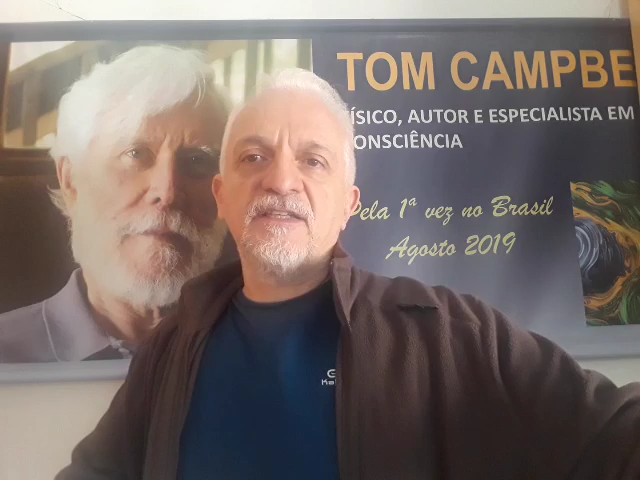 TOM CAMPBE
ÍSICO, AUTOR E ESPECIALISTA EM
ONSCIÊNCIA
Pela 1ª vez no Brasil
Agosto 2019